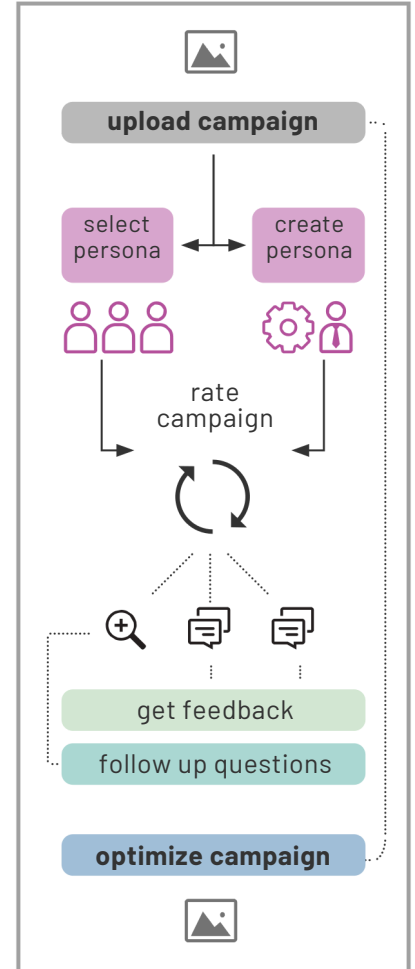 upload campaign
select
persona
create
persona
rate
campaign
get feedback
follow up questions
optimize campaign